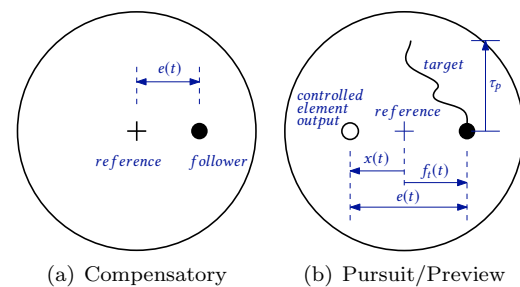 e(t)
reference
follower
(a) Compensatory
target
τp
controlled
element
output
reference
x(t)
ft(t)
e(t)
(b) Pursuit/Preview